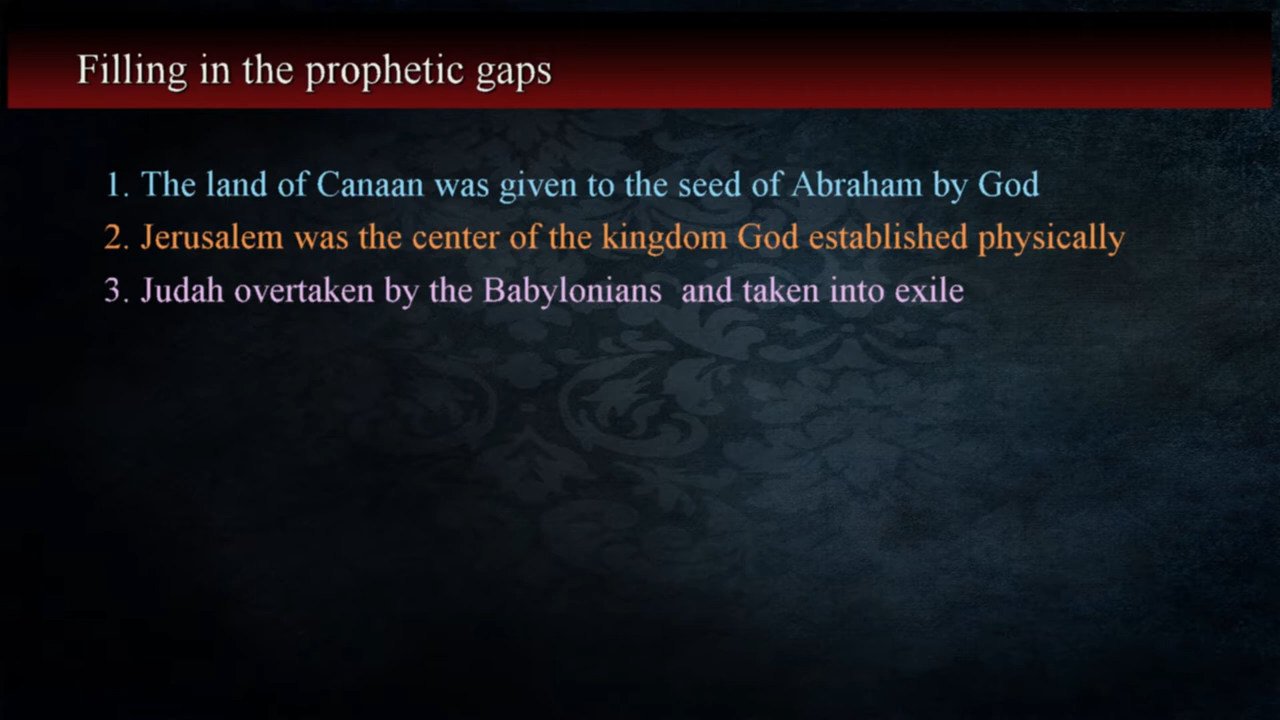 Filling in the prophetic gaps
1. The land of Canaan was given to the seed of Abraham by God
2. Jerusalem was the center of the kingdom God established physically
3. Judah overtaken by the Babylonians  and taken into exile